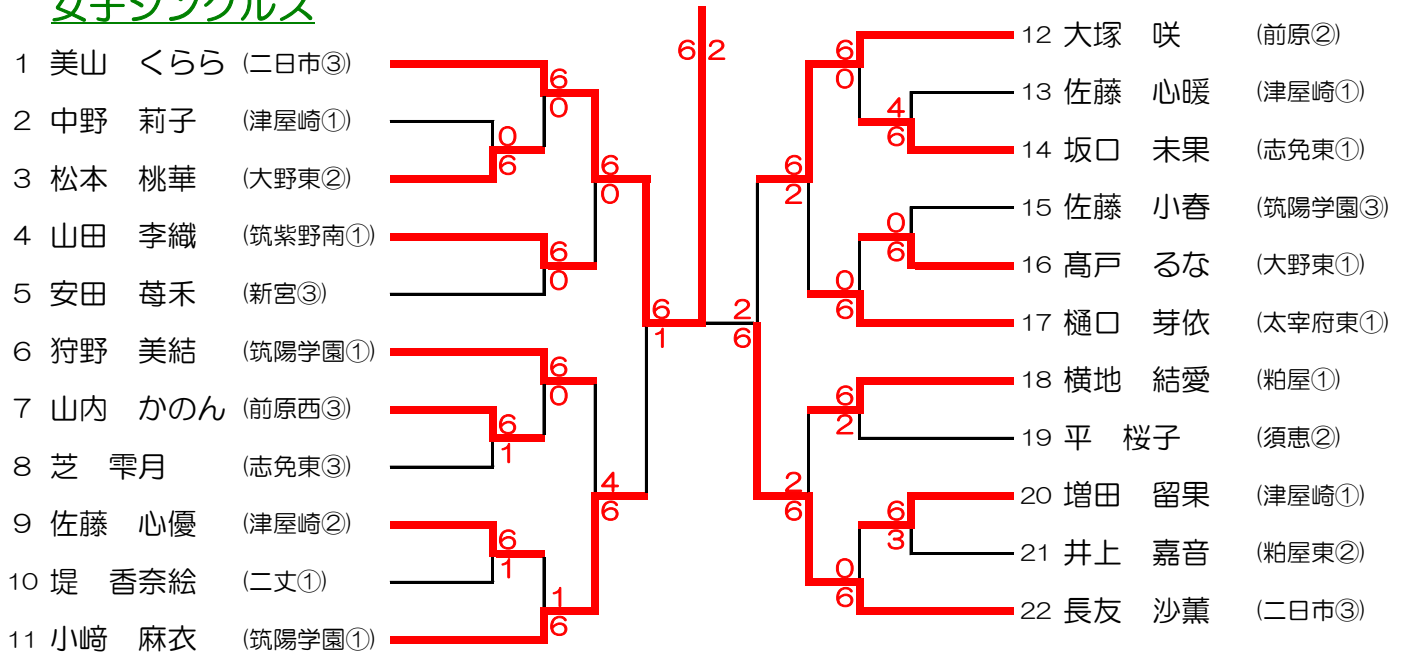 女子シングルス
1 美山 くらら (二日市③)
2 中野 莉子 (津屋崎①)
3 松本 桃華 (大野東②)
4 山田 李織 (筑紫野南①)
5 安田 苺禾 (新宮③)
6 狩野 美結 (筑陽学園①)
7 山内 かのん (前原西③)
8 芝 雫月 (志免東③)
9 佐藤 心優 (津屋崎②)
10 堤 香奈絵 (二丈①)
11 小﨑 麻衣 (筑陽学園①)
6
0
0
6
6
0
6
0
6
0
6
1
6
1
1
6
4
6
6
1
6 2
2
6
6
2
2
6
6
0
4
6
0
6
0
6
6
2
6
3
0
6
12 大塚 咲 (前原②)
13 佐藤 心暖 (津屋崎①)
14 坂口 未果 (志免東①)
15 佐藤 小春 (筑陽学園③)
16 髙戸 るな (大野東①)
17 樋口 芽依 (太宰府東①)
18 横地 結愛 (粕屋①)
19 平 桜子 (須恵②)
20 増田 留果 (津屋崎①)
21 井上 嘉音 (粕屋東②)
22 長友 沙薫 (二日市③)